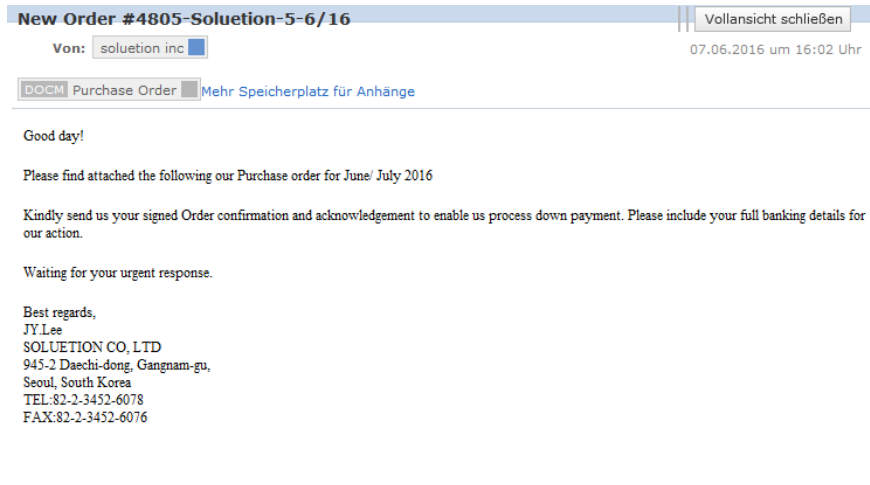 New Order #4805-Soluetion-5-6/16
Vollansicht schließen
Von: soluetion inc
07.06.2016 um 16:02 Uhr
DOCM Purchase Order Mehr Speicherplatz für Anhänge
Good day!
Please find attached the following our Purchase order for June/ July 2016
Kindly send us your signed Order confirmation and acknowledgement to enable us process down payment. Please include your full banking details for
our action.
Waiting for your urgent response.
Best regards,
JY.Lee
SOLUETION CO, LTD
945-2 Daechi-dong, Gangnam-gu,
Seoul, South Korea
TEL:82-2-3452-6078
FAX:82-2-3452-6076